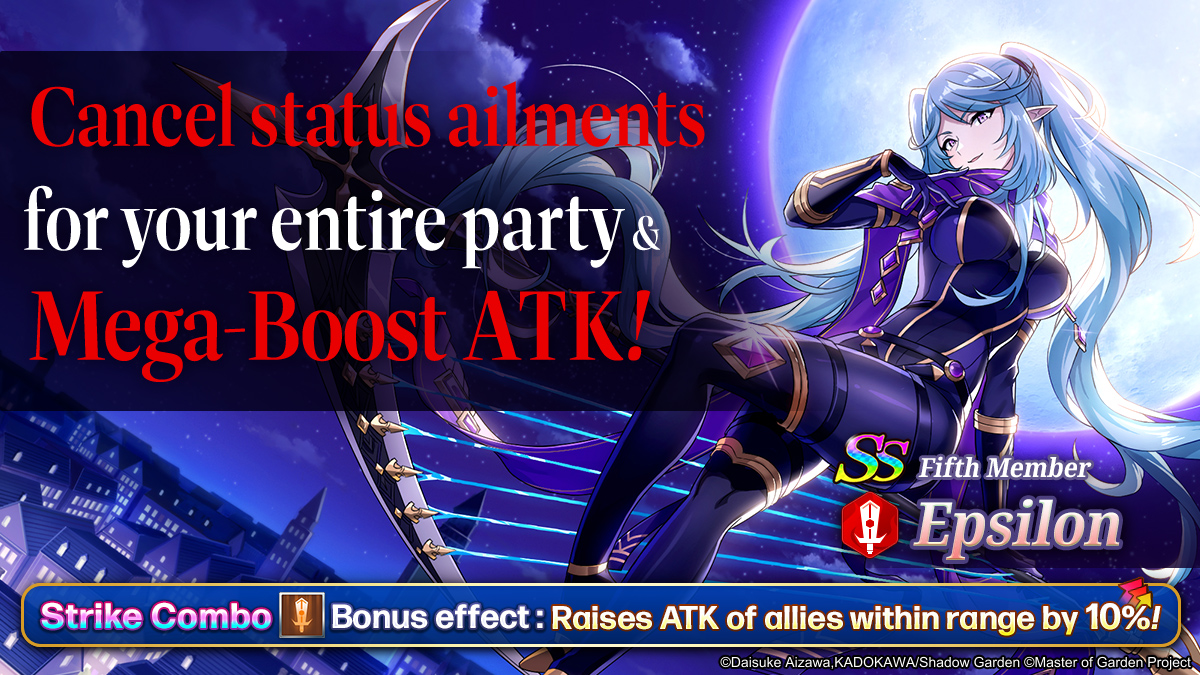 Cancel status ailments
for your entire party &
Mega-Boost ATK!
SS Fifth Member
Epsilon
Strike Combo Bonus effect : Raises ATK of allies within range by 10%!
©Daisuke Aizawa,KADOKAWA/Shadow Garden ©Master of Garden Project